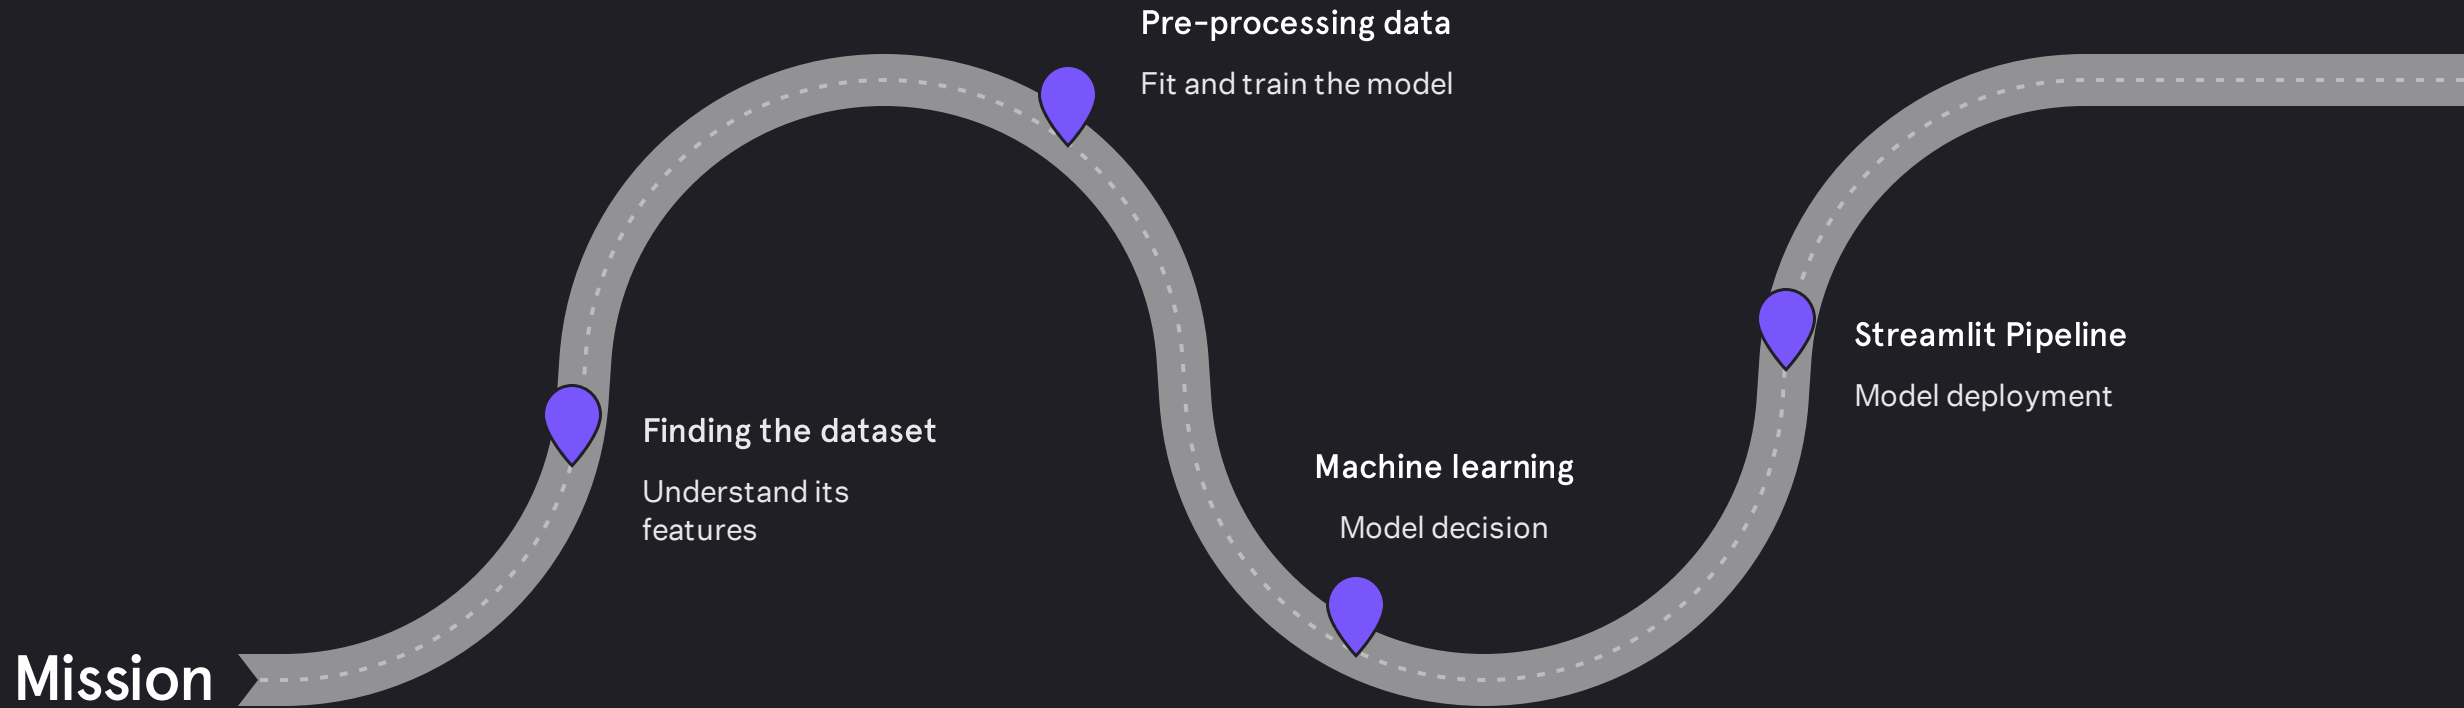 Mission
Finding the dataset
Understand its
features
Pre-processing data
Fit and train the model
Machine learning
Model decision
Streamlit Pipeline
Model deployment